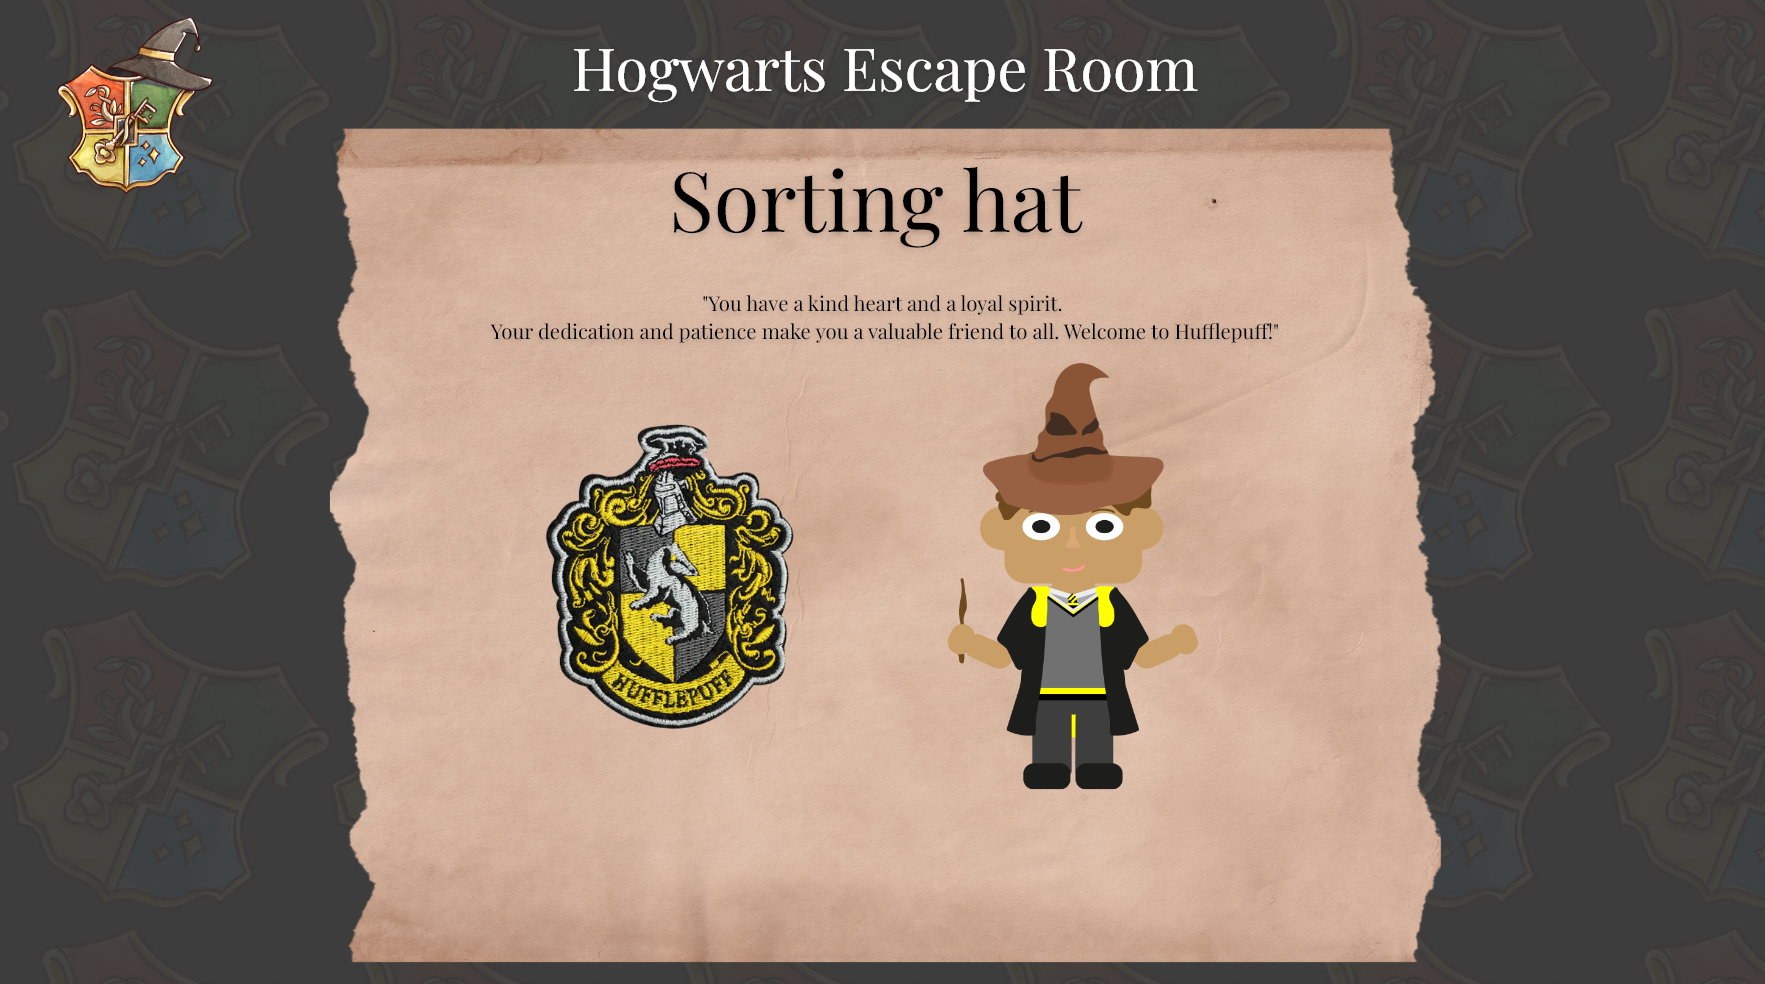 Hogwarts Escape Room
Sorting hat
"You have a kind heart and a loyal spirit.
Your dedication and patience make you a valuable friend to all. Welcome to Hufflepuff!"
HUFFLEPUFF